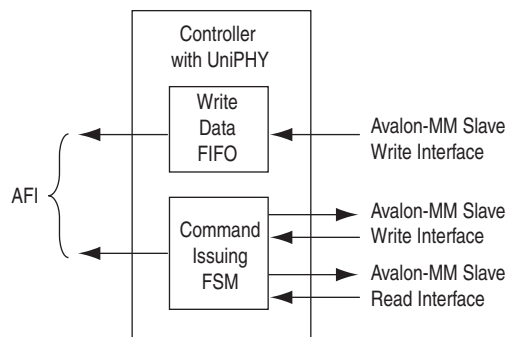 Controller
with UniPHY
Write
Data
FIFO
Avalon-MM Slave
Write Interface
AFI
Command
Issuing
FSM
Avalon-MM Slave
Write Interface
Avalon-MM Slave
Read Interface